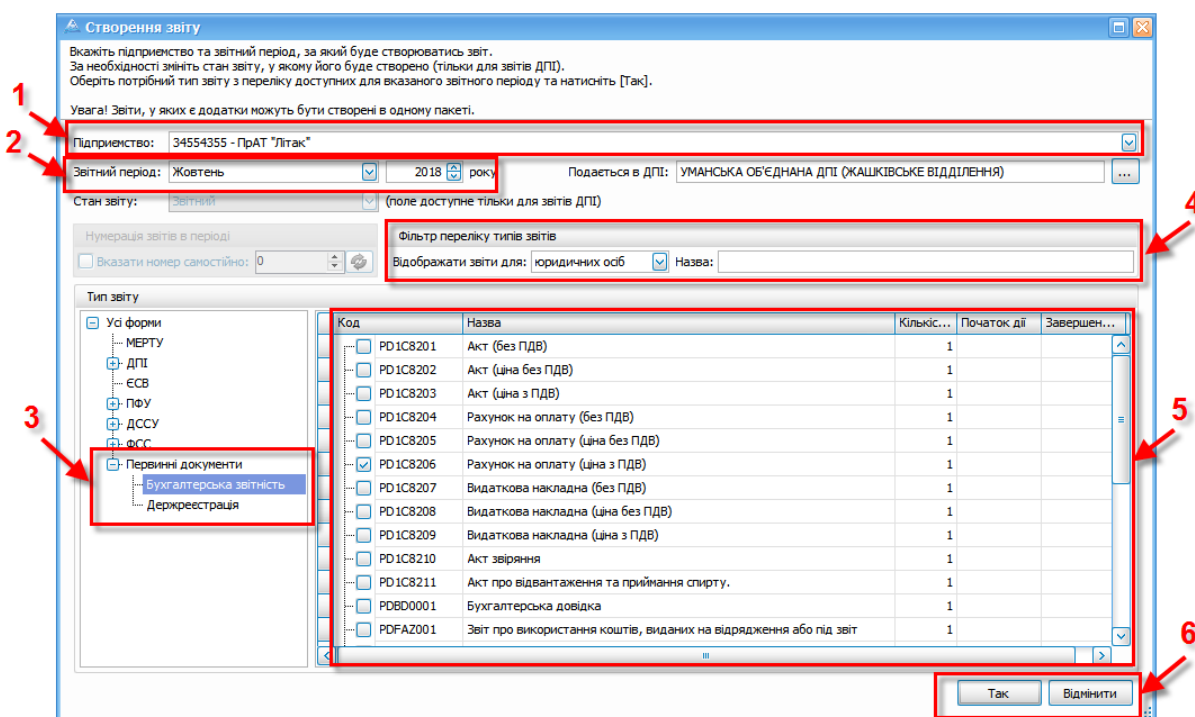 Створення звіту
Вкажіть підприємство та звітний період, за який буде створюватись звіт.
За необхідності змініть стан звіту, у якому його буде створено (тільки для звітів ДПІ).
Оберіть потрібний тип звіту з переліку доступних для вказаного звітного періоду та натисніть [Так].
Увага! Звіти, у яких є додатки можуть бути створені в одному пакеті.
1
Підприємство: 34554355 - ПрАТ "Літак"
2
Звітний період: Жовтень 2018 року Подається в ДПІ: УМАНСЬКА ОБ'ЄДНАНА ДПІ (ЖАШКІВСЬКЕ ВІДДІЛЕННЯ) ...
Стан звіту: Звітний (поле доступне тільки для звітів ДПІ)
4
Нумерація звітів в періоді Фільтр переліку типів звітів
Вказати номер самостійно: 0 Відображати звіти для: юридичних осіб Назва:
Тип звіту
Усі форми
МЕРТУ
ДПІ
ЄСВ
ПФУ
ДССУ
ФСС
3
Первинні документи
Бухгалтерська звітність
Держреєстрація
Код Назва Кількіс... Початок дії Завершен...
PD1C8201 Акт (без ПДВ) 1
PD1C8202 Акт (ціна без ПДВ) 1
PD1C8203 Акт (ціна з ПДВ) 1
PD1C8204 Рахунок на оплату (без ПДВ) 1
PD1C8205 Рахунок на оплату (ціна без ПДВ) 1
5
PD1C8206 Рахунок на оплату (ціна з ПДВ) 1
PD1C8207 Видаткова накладна (без ПДВ) 1
PD1C8208 Видаткова накладна (ціна без ПДВ) 1
PD1C8209 Видаткова накладна (ціна з ПДВ) 1
PD1C8210 Акт звіряння 1
PD1C8211 Акт про відвантаження та приймання спирту. 1
PDBD0001 Бухгалтерська довідка 1
PDFAZ001 Звіт про використання коштів, виданих на відрядження або під звіт 1
6
Так Відмінити